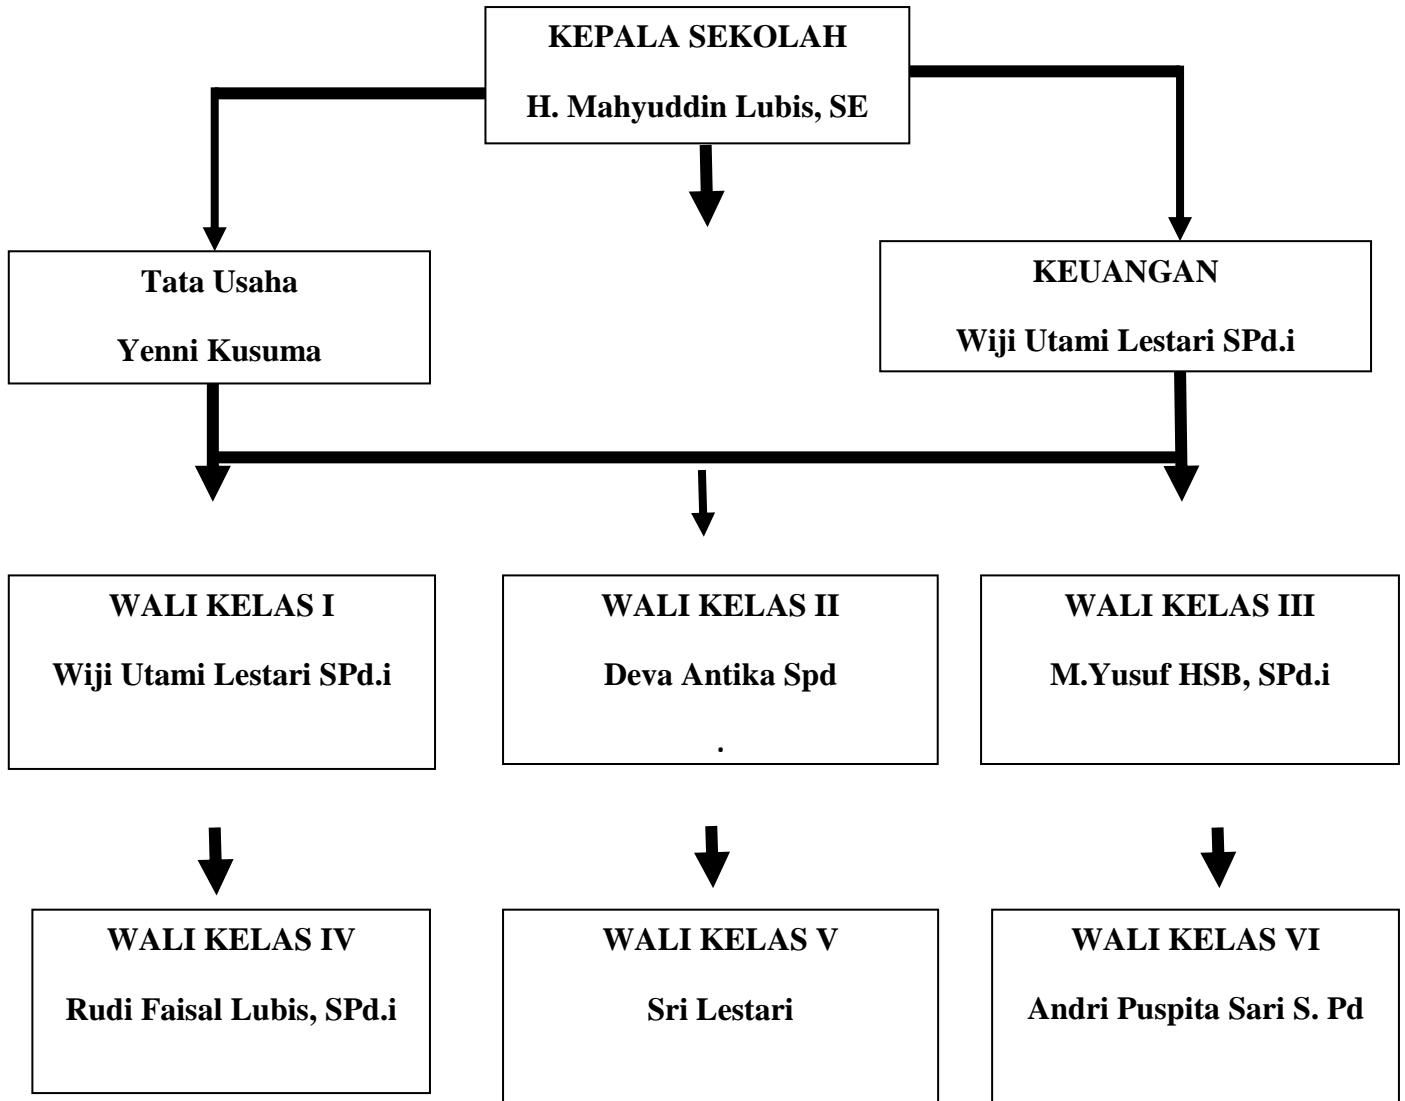 KEPALA SEKOLAH
H. Mahyuddin Lubis, SE
Tata Usaha
Yenni Kusuma
KEUANGAN
Wiji Utami Lestari SPd.i
WALI KELAS I
Wiji Utami Lestari SPd.i
WALI KELAS II
Deva Antika Spd
.
WALI KELAS III
M.Yusuf HSB, SPd.i
WALI KELAS IV
Rudi Faisal Lubis, SPd.i
WALI KELAS V
Sri Lestari
WALI KELAS VI
Andri Puspita Sari S. Pd